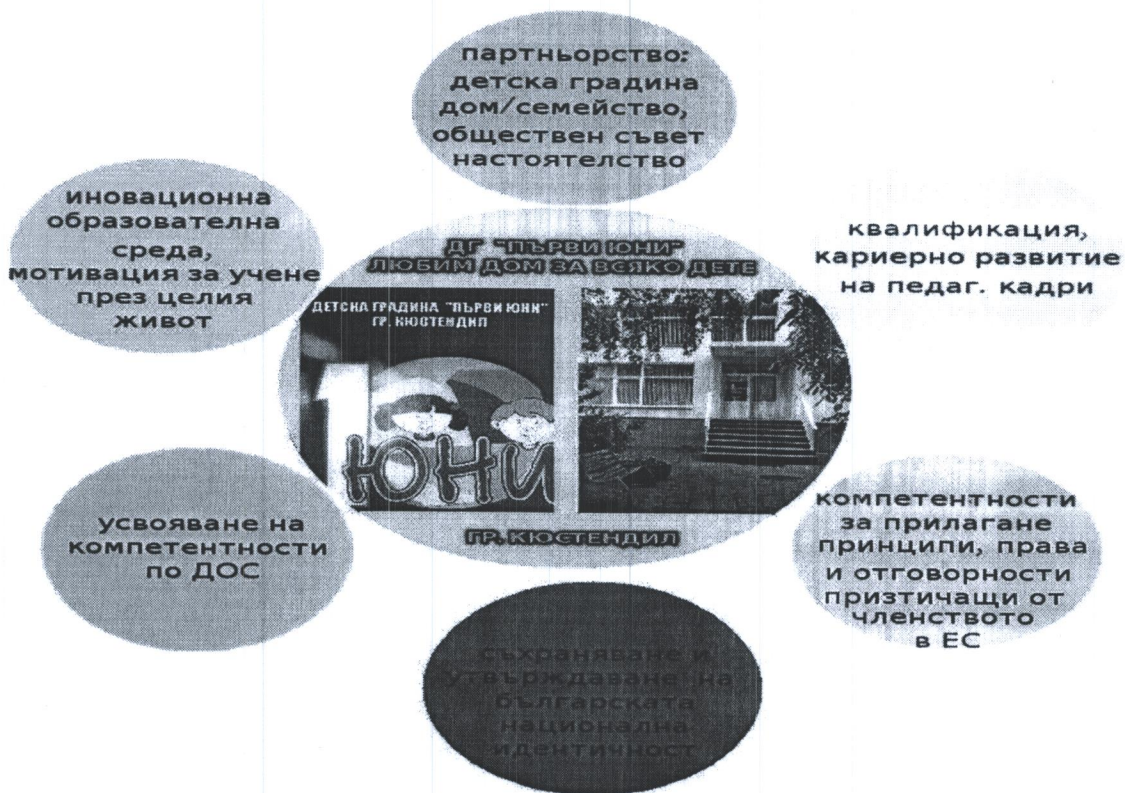 партньорство:
детска градина
дом/семейство,
обществен съвет
настоятелство
иновационна
образователна
среда,
мотивация за учене
през целия
живот
квалификация,
кариерно развитие
на педаг. кадри
ДГ "ПЪРВИ ЮНИ"
ЛЮБИМ ДОМ ЗА ВСЯКО ДЕТЕ
ДЕТСКА ГРАДИНА "ПЪРВИ ЮНИ"
ГР. КЮСТЕНДИЛ
ЮНИ
ГР. КЮСТЕНДИЛ
усвояване на
компетентности
по ДОС
компетентности
за прилагане
принципи, права
и отговорности
призтичащи от
членството
в ЕС
съхраняване и
утвърждаване на
българската
национална
идентичност